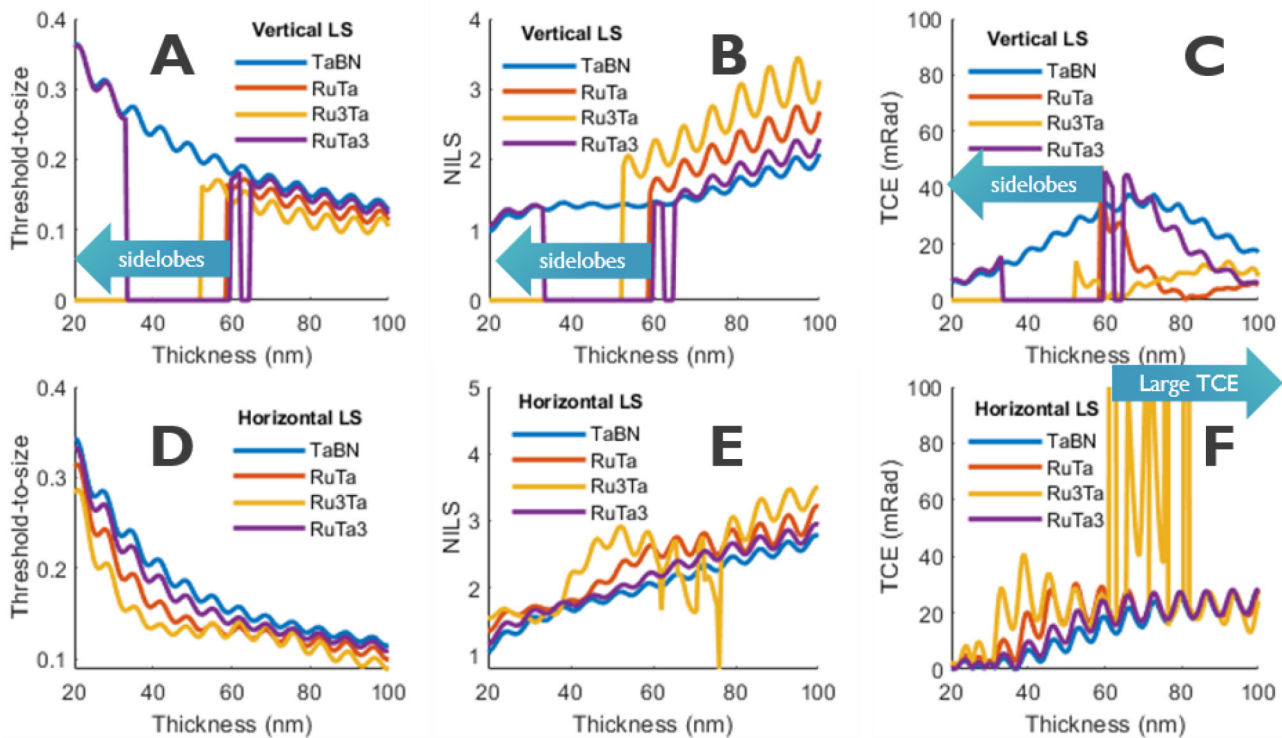 A
Vertical LS
TaBN
RuTa
Ru3Ta
RuTa3
sidelobes
Threshold-to-size
0.4
0.3
0.2
0.1
0
20 40 60 80 100
Thickness (nm)
B
Vertical LS
TaBN
RuTa
Ru3Ta
RuTa3
sidelobes
NILS
4
3
2
1
0
20 40 60 80 100
Thickness (nm)
C
Vertical LS
TaBN
RuTa
Ru3Ta
RuTa3
sidelobes
TCE (mRad)
100
80
60
40
20
0
20 40 60 80 100
Thickness (nm)
D
Horizontal LS
TaBN
RuTa
Ru3Ta
RuTa3
Threshold-to-size
0.4
0.3
0.2
0.1
20 40 60 80 100
Thickness (nm)
E
Horizontal LS
TaBN
RuTa
Ru3Ta
RuTa3
NILS
5
4
3
2
1
20 40 60 80 100
Thickness (nm)
Large TCE
F
Horizontal LS
TaBN
RuTa
Ru3Ta
RuTa3
TCE (mRad)
100
80
60
40
20
0
20 40 60 80 100
Thickness (nm)